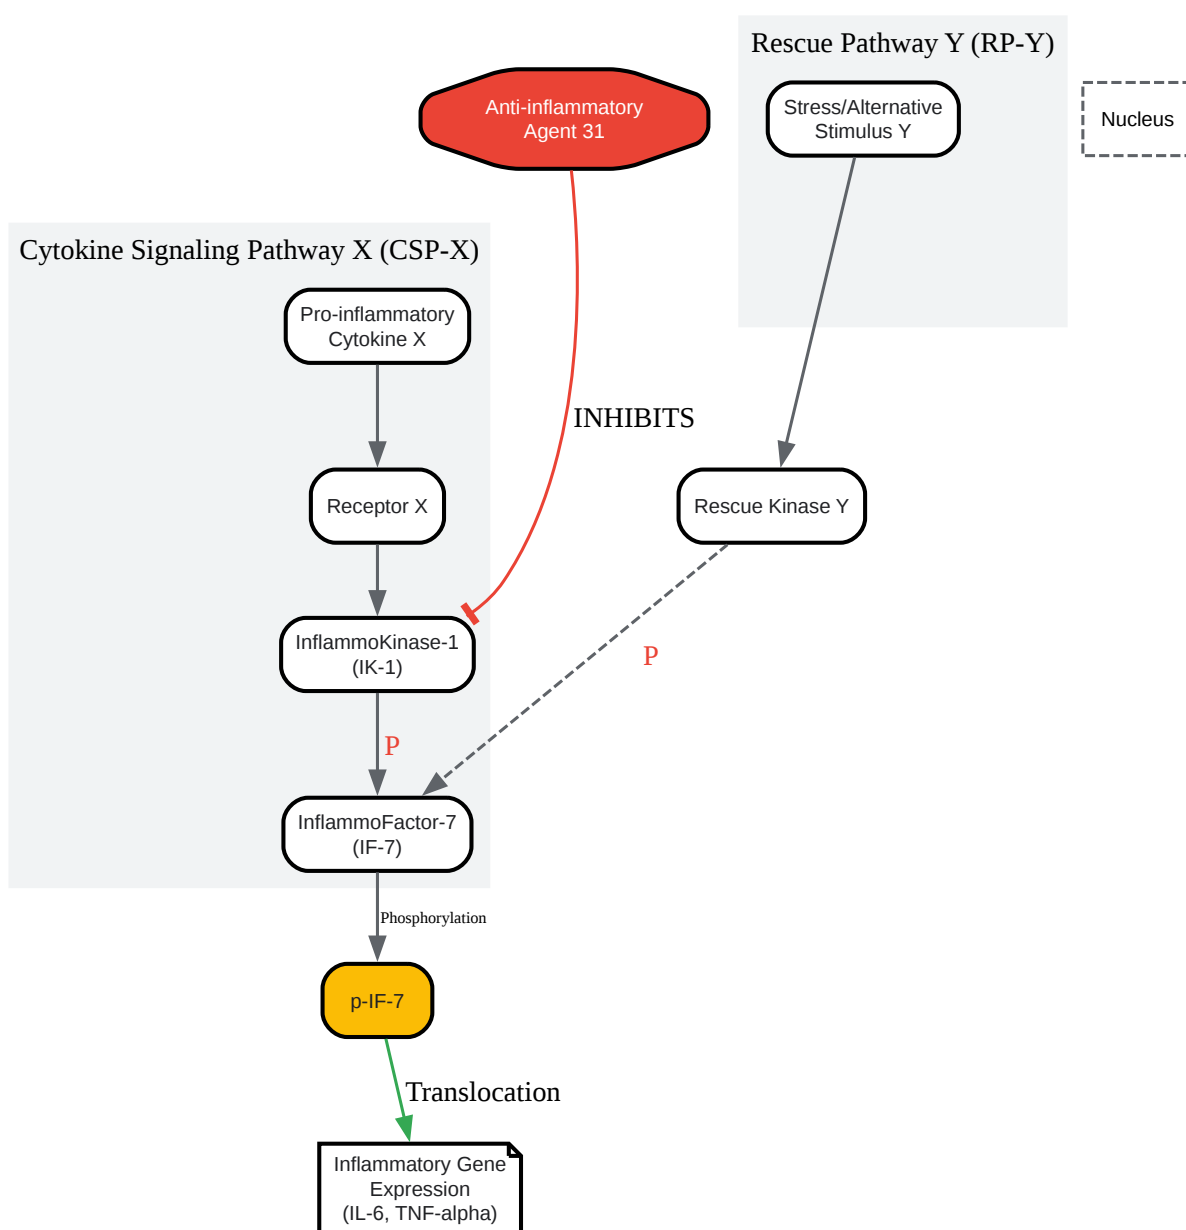 Rescue Pathway Y (RP-Y)
Anti-inflammatory
Agent 31
Stress/Alternative
Stimulus Y
Nucleus
Cytokine Signaling Pathway X (CSP-X)
Pro-inflammatory
Cytokine X
INHIBITS
Receptor X
Rescue Kinase Y
InflammoKinase-1
(IK-1)
P
P
InflammoFactor-7
(IF-7)
Phosphorylation
p-IF-7
Translocation
Inflammatory Gene
Expression
(IL-6, TNF-alpha)